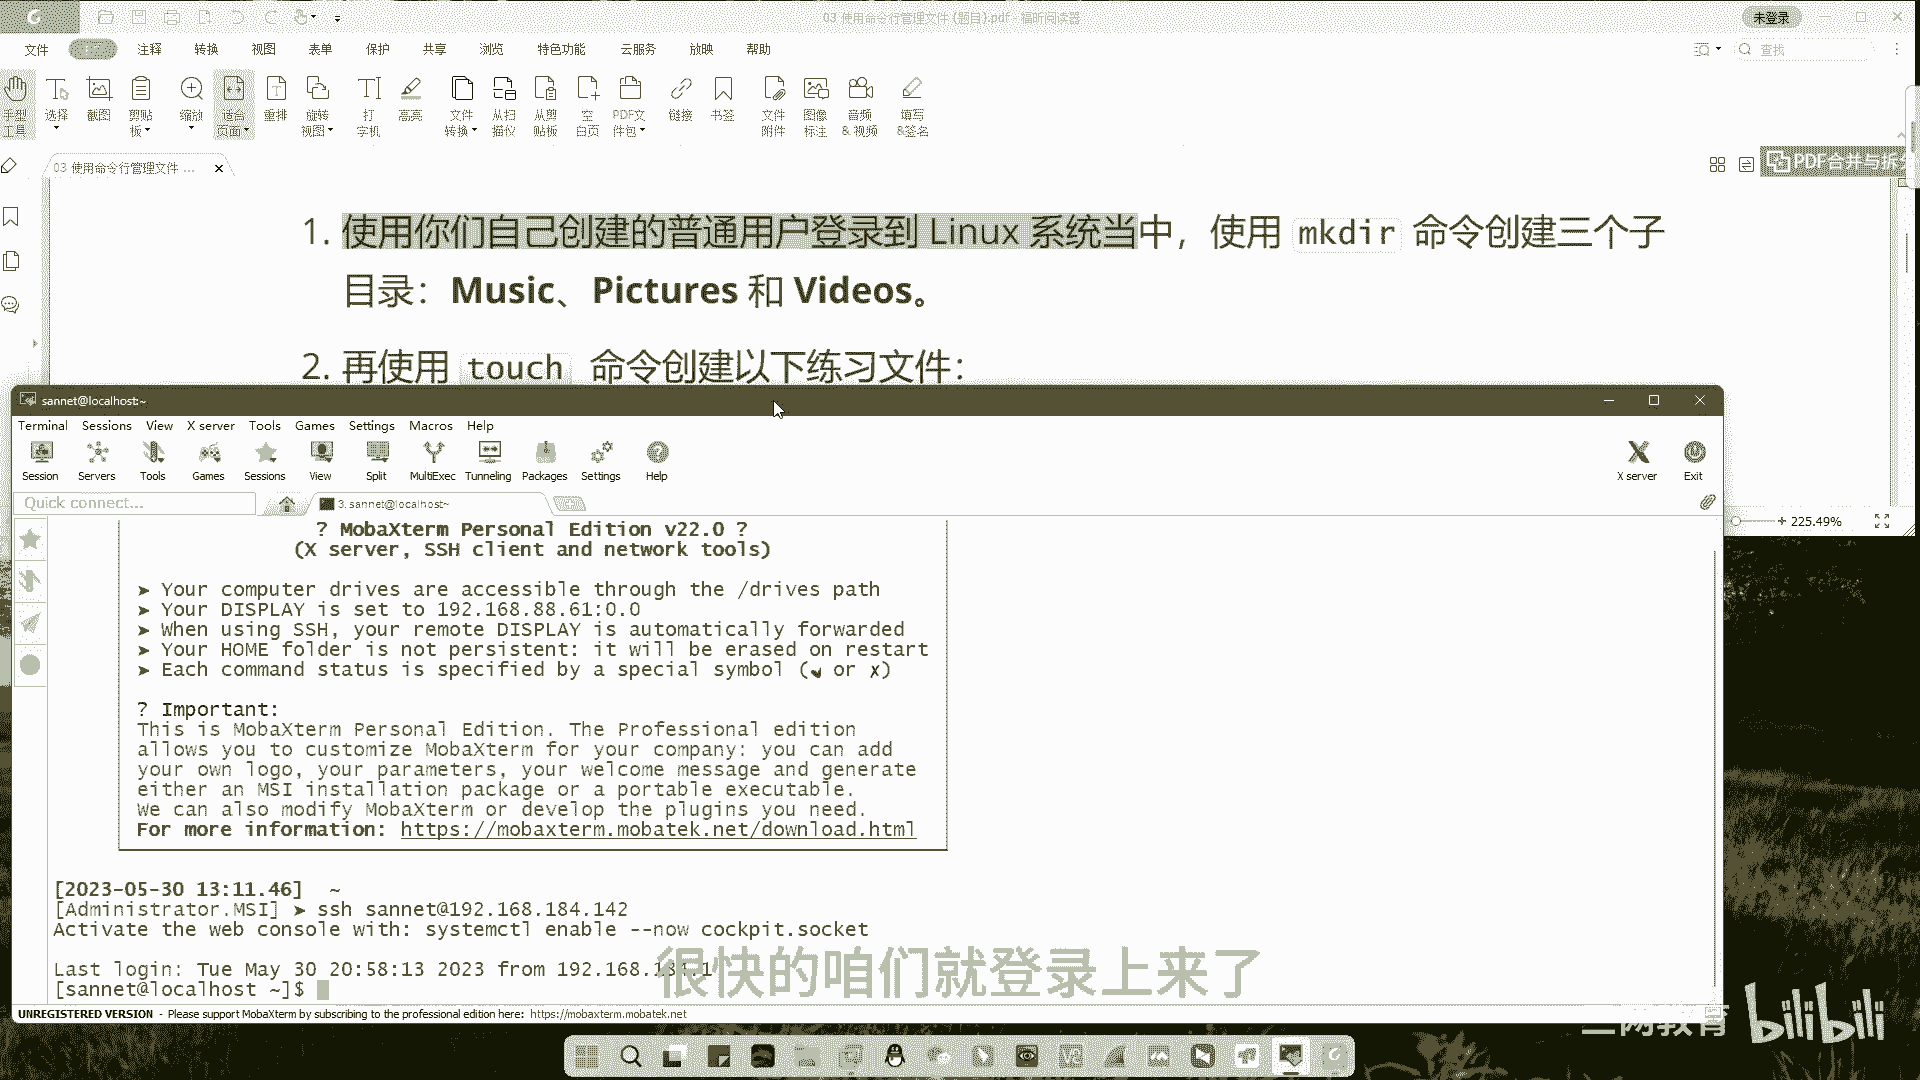 03 使用命令行管理文件 (题目).pdf - 福昕阅读器
未登录
文件 注释 转换 视图 表单 保护 共享 浏览 特色功能 云服务 放映 帮助
查找
手型工具 选择 截图 剪贴板 缩放 适合页面 重排 旋转视图 打字机 高亮 文件转换 从扫描仪 从剪贴板 空白页 PDF文件包 链接 书签 文件附件 图像标注 音频&视频 填写&签名
03 使用命令行管理文件 ...
PDF合并与拆分
1. 使用你们自己创建的普通用户登录到 Linux 系统当中，使用 mkdir 命令创建三个子
目录：Music、Pictures 和 Videos。
2. 再使用 touch 命令创建以下练习文件：
225.49%
sannet@localhost:~
Terminal Sessions View X server Tools Games Settings Macros Help
Session Servers Tools Games Sessions View Split MultiExec Tunneling Packages Settings Help X server Exit
Quick connect...
3. sannet@localhost:~
? MobaXterm Personal Edition v22.0 ?
(X server, SSH client and network tools)
➤ Your computer drives are accessible through the /drives path
➤ Your DISPLAY is set to 192.168.88.61:0.0
➤ When using SSH, your remote DISPLAY is automatically forwarded
➤ Your HOME folder is not persistent: it will be erased on restart
➤ Each command status is specified by a special symbol (✔ or ✗)
? Important:
This is MobaXterm Personal Edition. The Professional edition
allows you to customize MobaXterm for your company: you can add
your own logo, your parameters, your welcome message and generate
either an MSI installation package or a portable executable.
We can also modify MobaXterm or develop the plugins you need.
For more information: https://mobaxterm.mobatek.net/download.html
[2023-05-30 13:11.46] ~
[Administrator.MSI] ➤ ssh sannet@192.168.184.142
Activate the web console with: systemctl enable --now cockpit.socket
Last login: Tue May 30 20:58:13 2023 from 192.168.184.1
[sannet@localhost ~]$
很快的咱们就登录上来了
UNREGISTERED VERSION - Please support MobaXterm by subscribing to the professional edition here: https://mobaxterm.mobatek.net
三网教育 bilibili